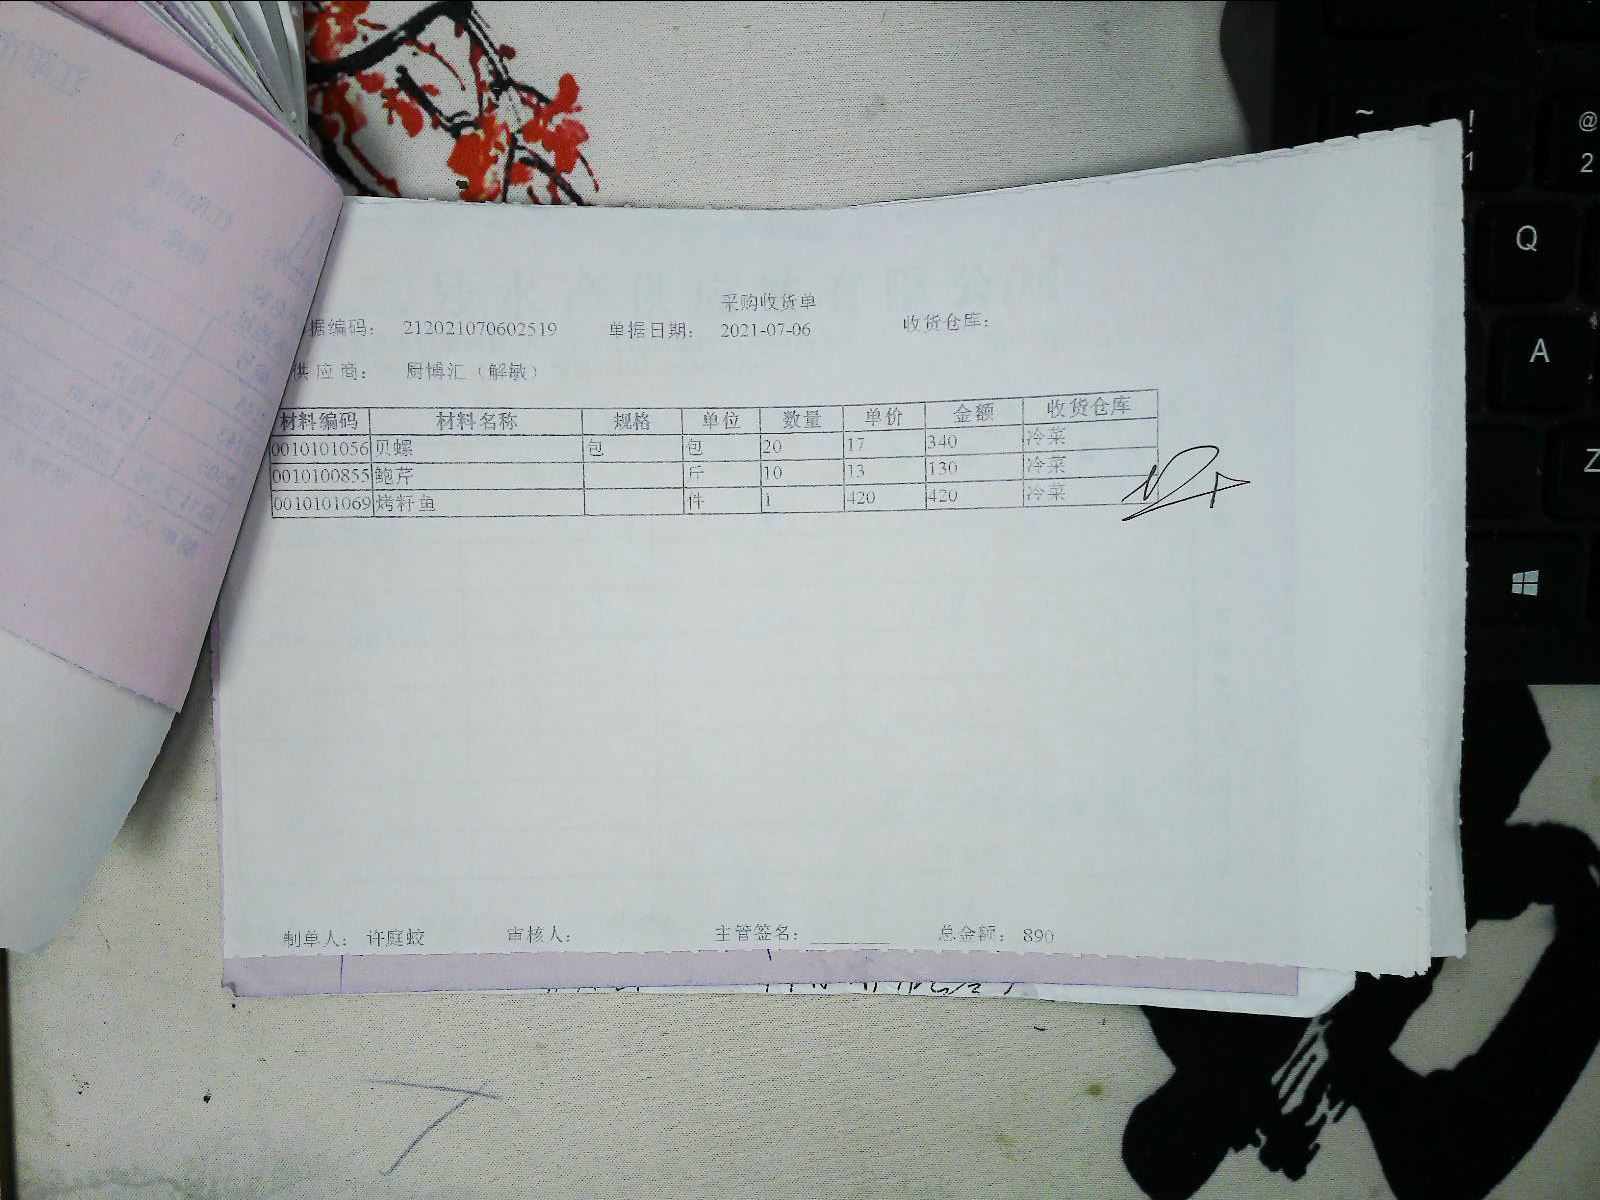 采购收货单
据编码： 212021070602519 单据日期： 2021-07-06 收货仓库：
供应商： 厨博汇（解敏）
材料编码 材料名称 规格 单位 数量 单价 金额 收货仓库
0010101056 贝螺 包 包 20 17 340 冷菜
0010100855 鲍芹 斤 10 13 130 冷菜
0010101069 烤籽鱼 件 1 420 420 冷菜
制单人： 许庭蛟 审核人： 主管签名： 总金额： 890
~
! 1
@ 2
Q
A
Z